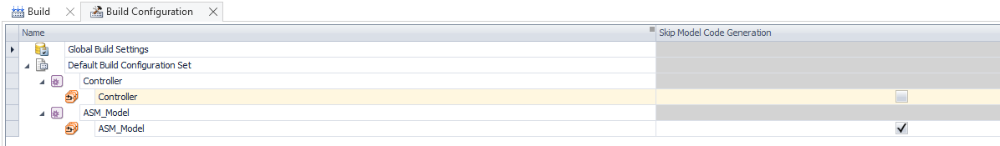 Build Build Configuration
Name Skip Model Code Generation
Global Build Settings
Default Build Configuration Set
Controller
Controller
ASM_Model
ASM_Model